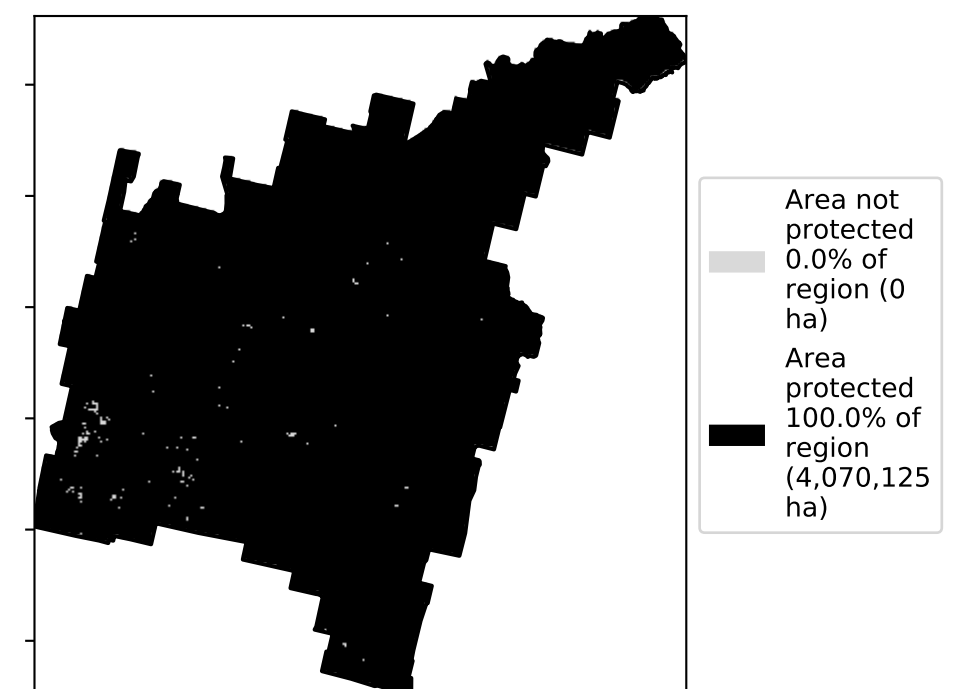 Area not
protected
0.0% of
region (0
ha)
Area
protected
100.0% of
region
(4,070,125
ha)